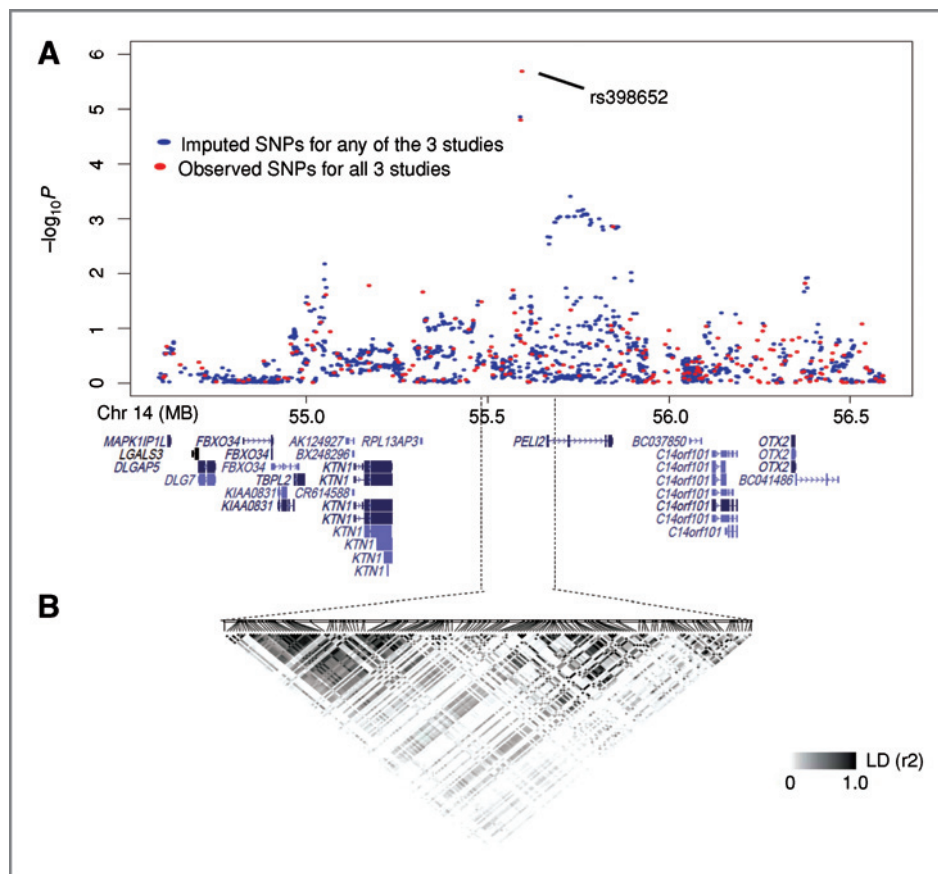 A
6
5
4
3
2
1
0
−log10P
rs398652
Imputed SNPs for any of the 3 studies
Observed SNPs for all 3 studies
Chr 14 (MB)
55.0 55.5 56.0 56.5
MAPK1IP1L FBXO34 AK124927 RPL13AP3 PELI2 BC037850 OTX2
LGALS3 FBXO34 BX248296 KTN1 C14orf101 OTX2
DLGAP5 FBXO34 KTN1 C14orf101 OTX2
DLG7 TBPL2 KTN1 C14orf101 BC041486
KIAA0831 CR614588 C14orf101
KIAA0831 KTN1 C14orf101
KTN1 C14orf101
KTN1 C14orf101
KTN1
KTN1
KTN1
B
LD (r2)
0 1.0